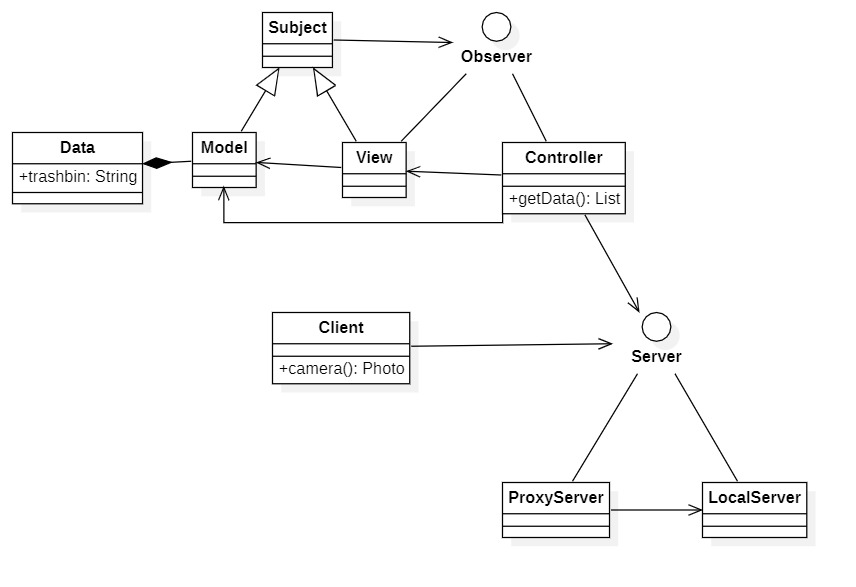 Subject
Observer
Data
+trashbin: String
Model
View
Controller
+getData(): List
Client
+camera(): Photo
Server
ProxyServer
LocalServer